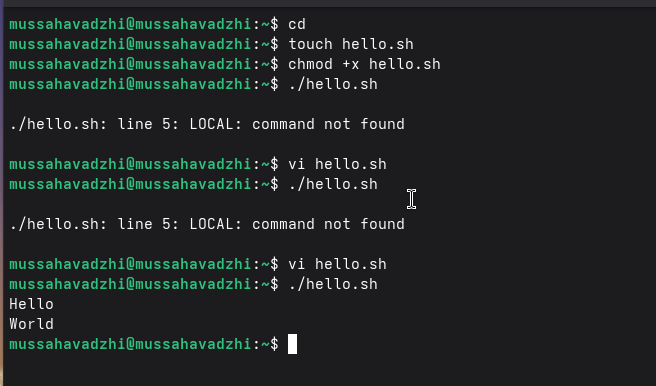 mussahavadzhi@mussahavadzhi:~$ cd
mussahavadzhi@mussahavadzhi:~$ touch hello.sh
mussahavadzhi@mussahavadzhi:~$ chmod +x hello.sh
mussahavadzhi@mussahavadzhi:~$ ./hello.sh
./hello.sh: line 5: LOCAL: command not found
mussahavadzhi@mussahavadzhi:~$ vi hello.sh
mussahavadzhi@mussahavadzhi:~$ ./hello.sh
./hello.sh: line 5: LOCAL: command not found
mussahavadzhi@mussahavadzhi:~$ vi hello.sh
mussahavadzhi@mussahavadzhi:~$ ./hello.sh
Hello
World
mussahavadzhi@mussahavadzhi:~$